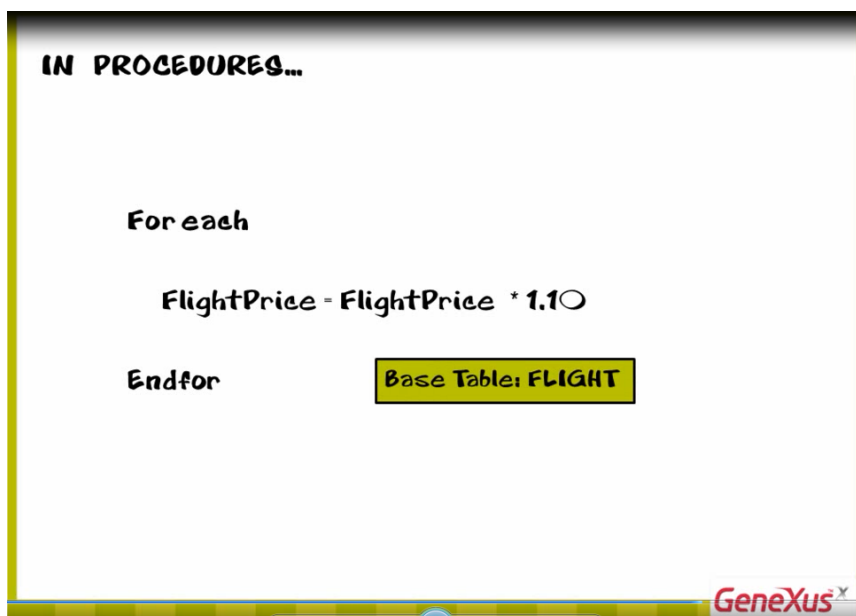 IN PROCEDURES...
For each
FlightPrice = FlightPrice * 1.10
Endfor
Base Table: FLIGHT
GeneXus X